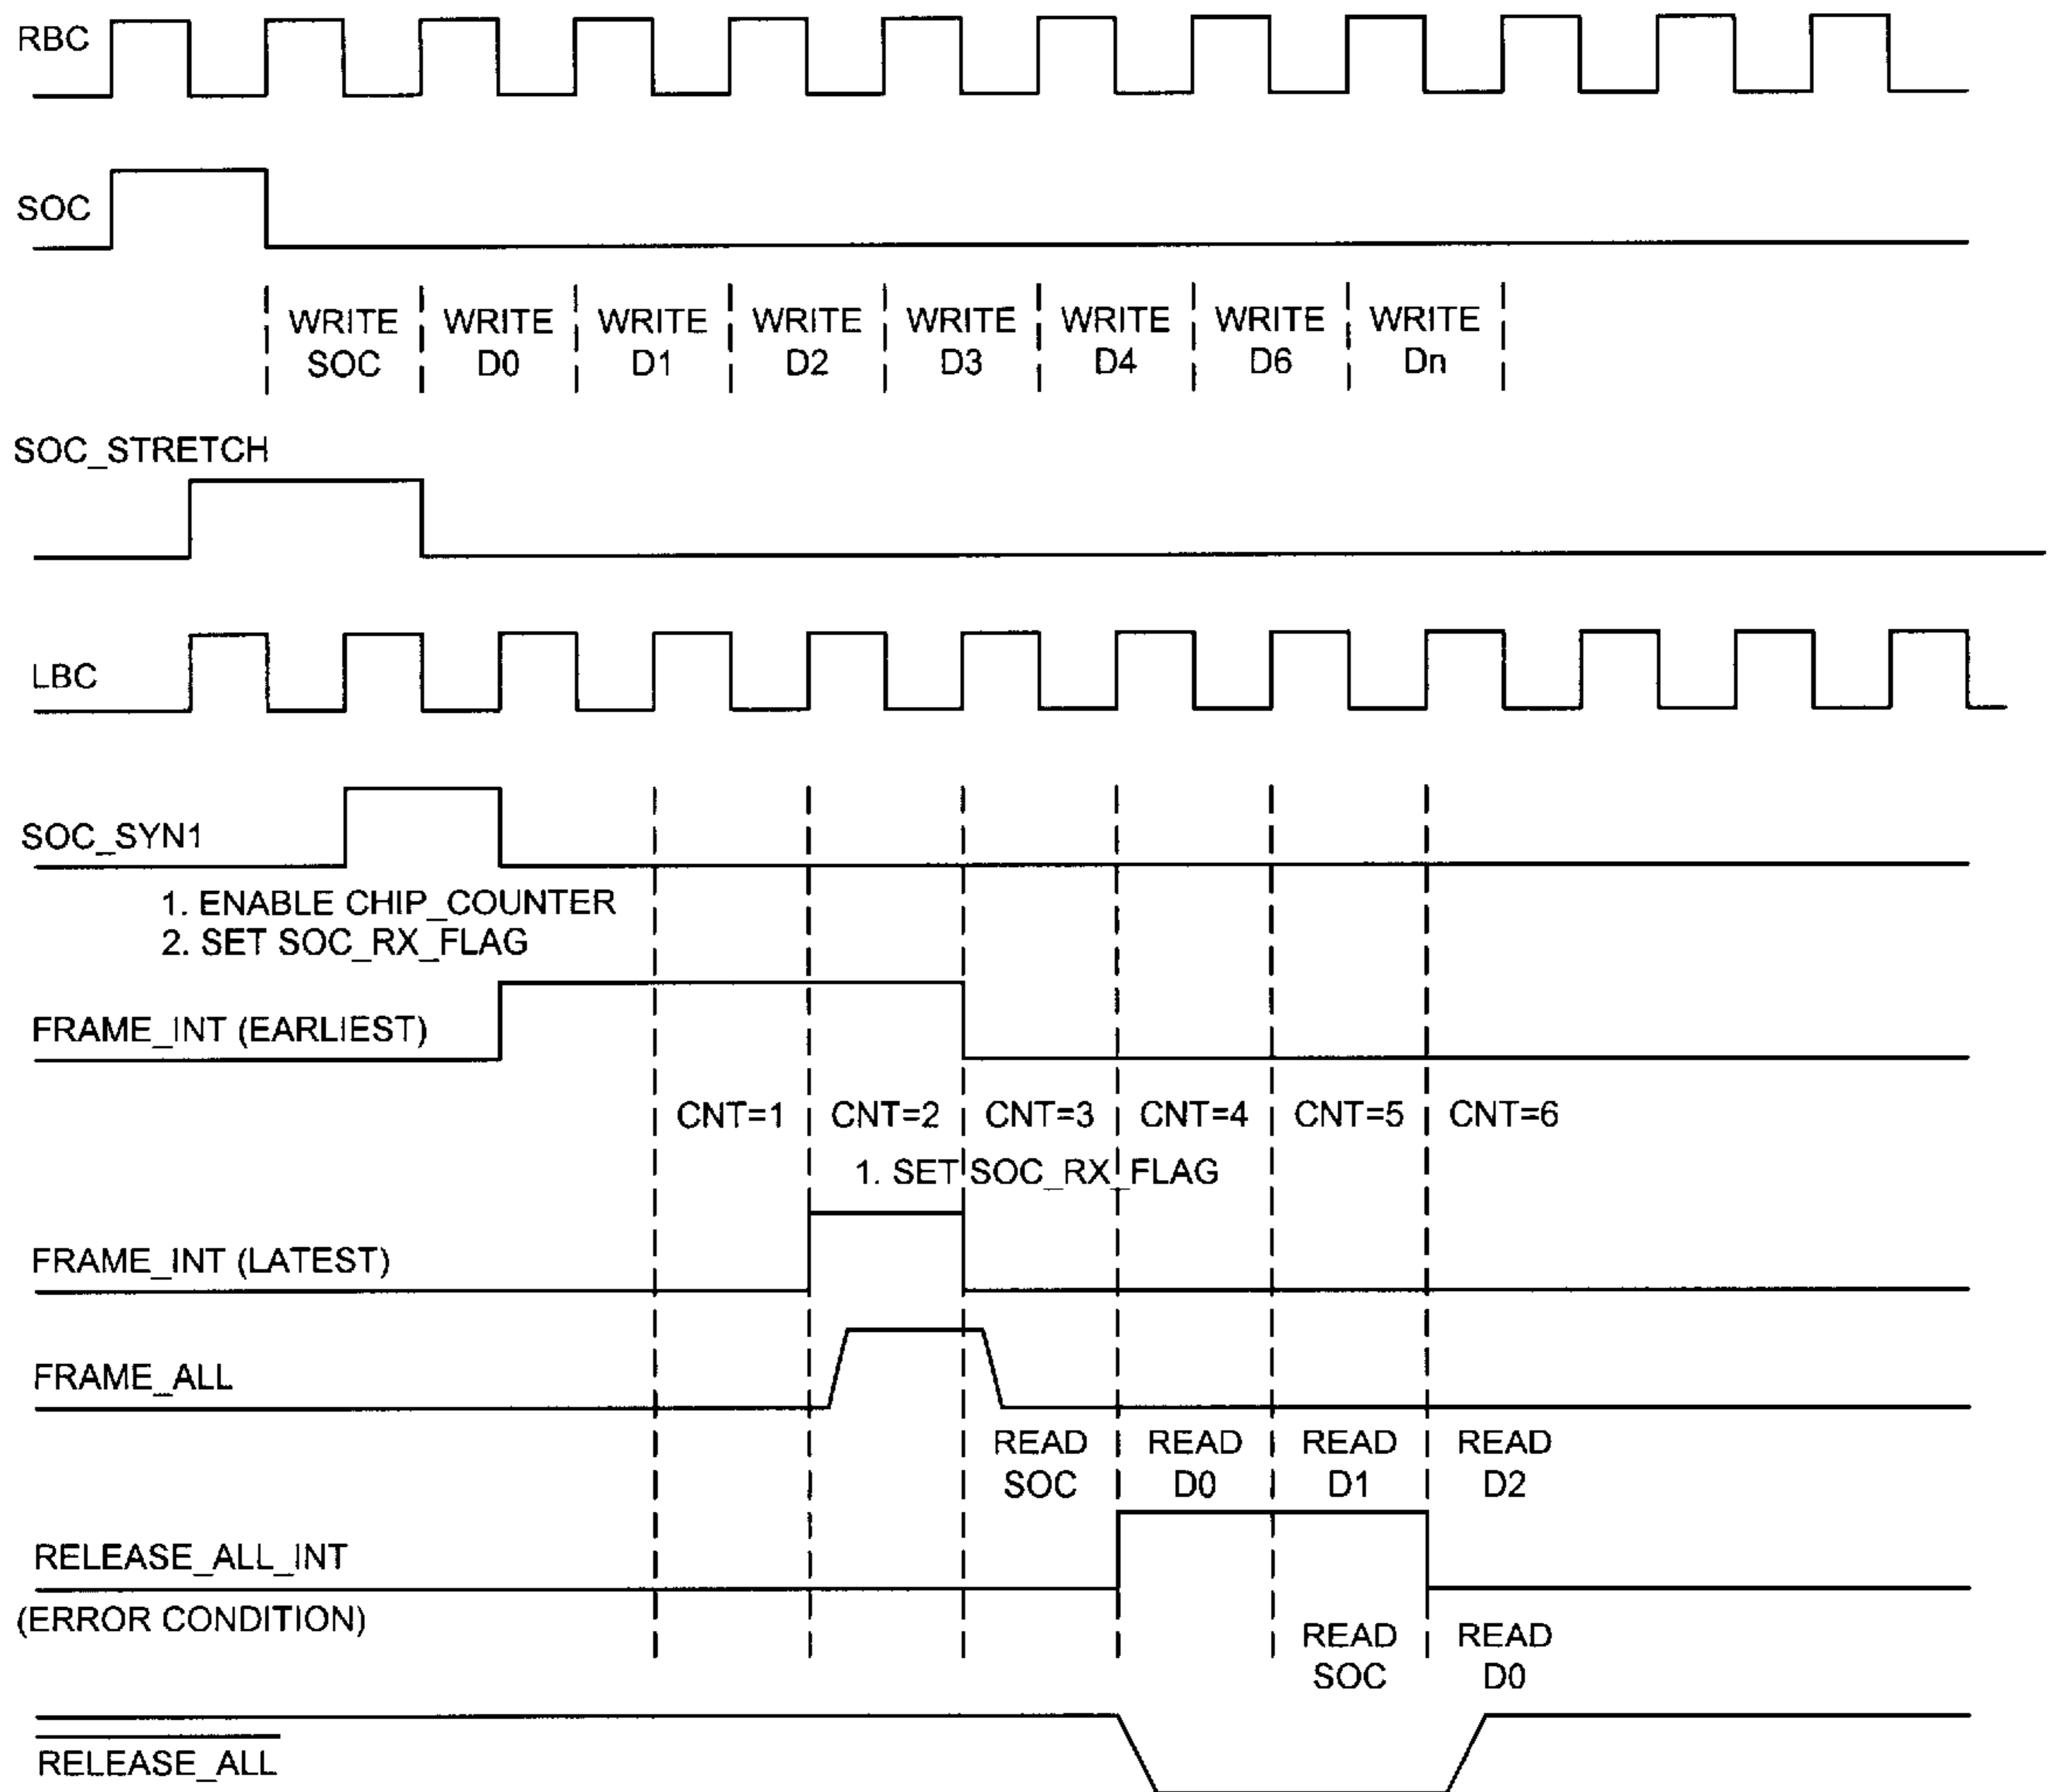 RBC
SOC
WRITE WRITE WRITE WRITE WRITE WRITE WRITE WRITE
SOC D0 D1 D2 D3 D4 D6 Dn
SOC_STRETCH
LBC
SOC_SYN1
1. ENABLE CHIP_COUNTER
2. SET SOC_RX_FLAG
FRAME_INT (EARLIEST)
CNT=1 CNT=2 CNT=3 CNT=4 CNT=5 CNT=6
1. SET SOC_RX_FLAG
FRAME_INT (LATEST)
FRAME_ALL
READ READ READ READ
SOC D0 D1 D2
RELEASE_ALL_INT
(ERROR CONDITION)
READ READ
SOC D0
RELEASE_ALL